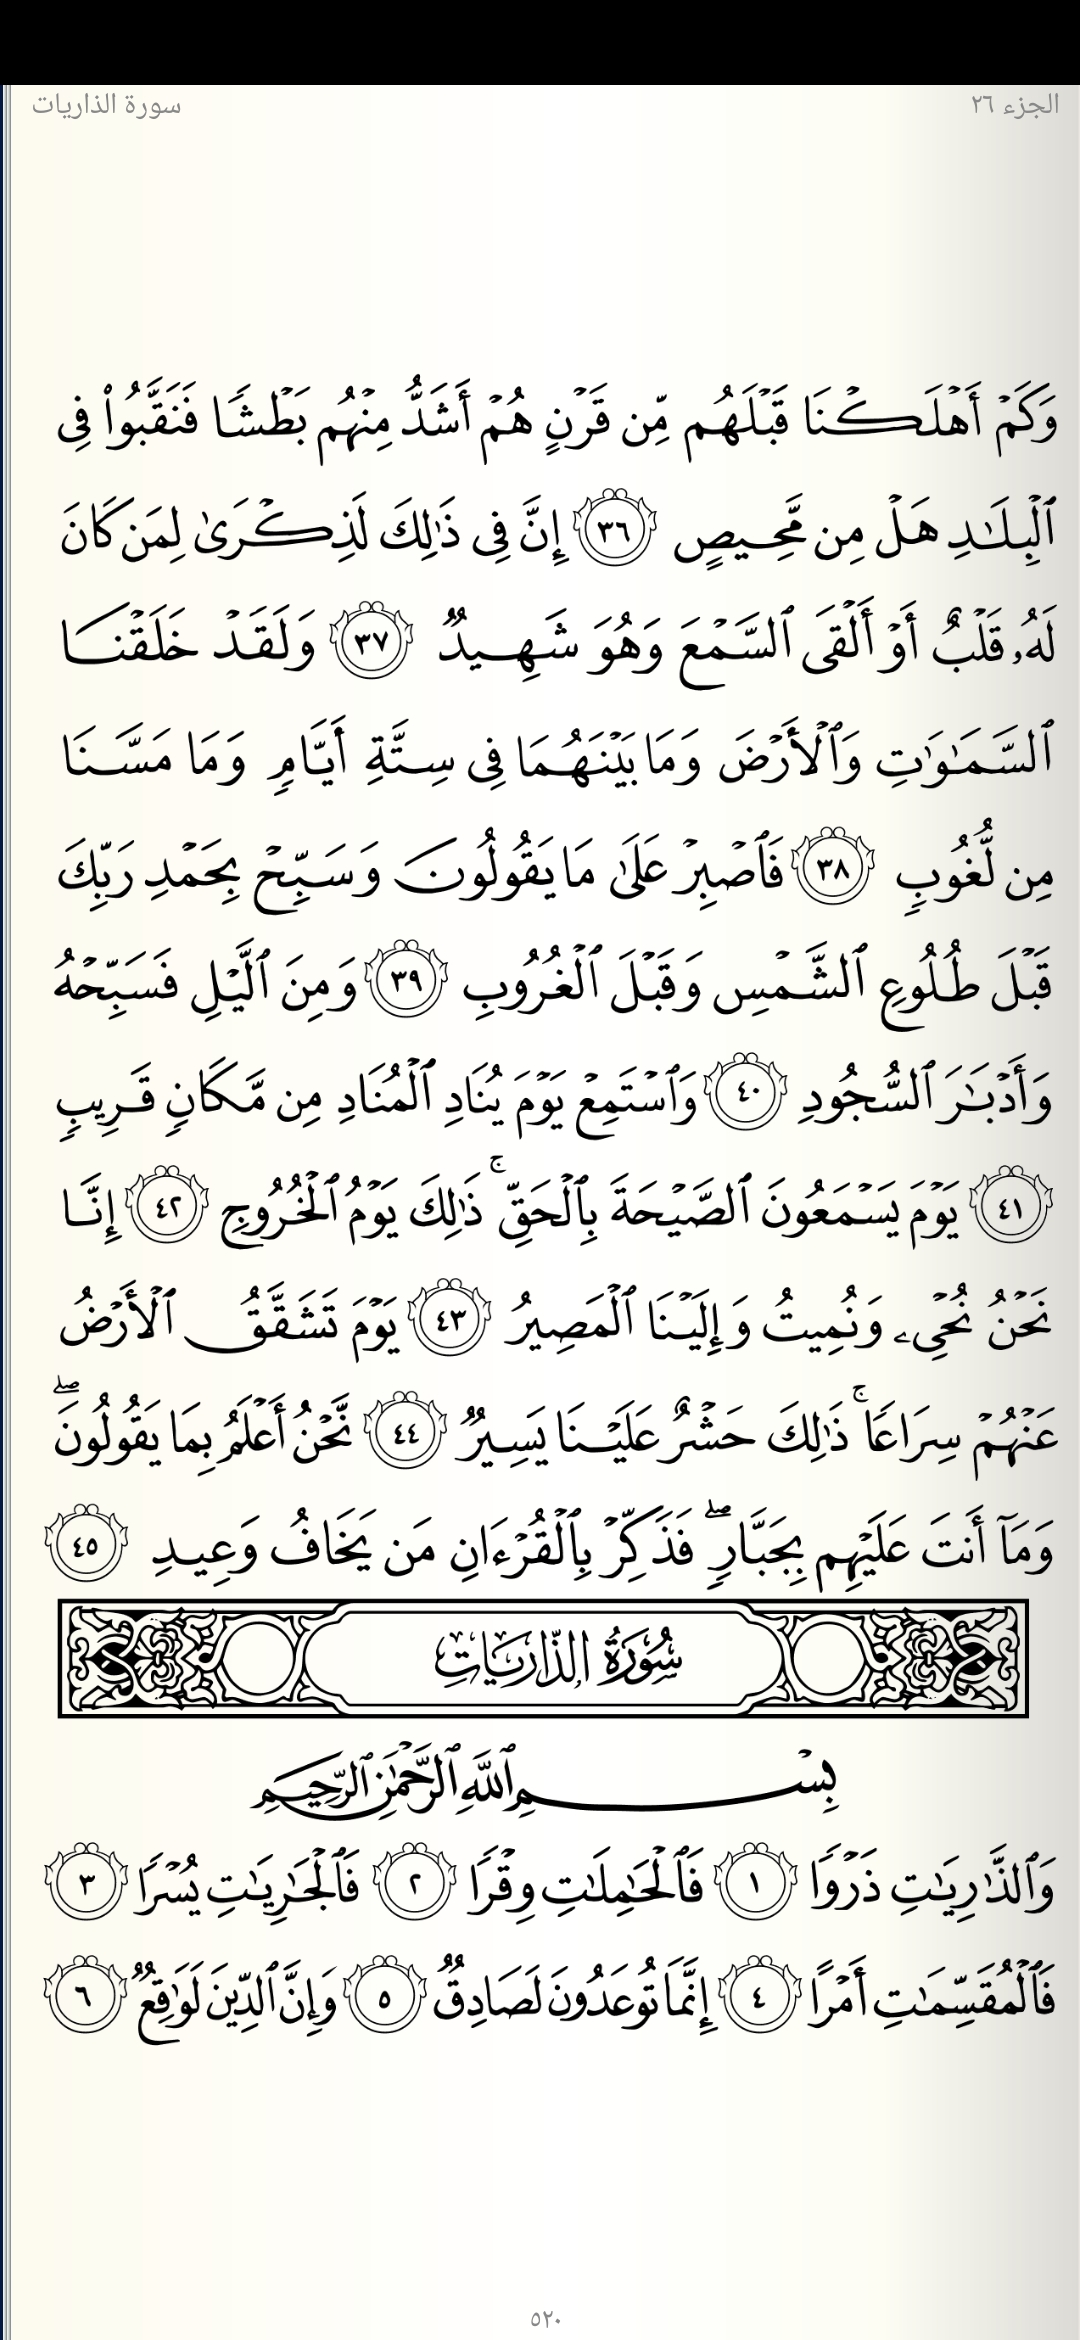 الجزء ٢٦
سورة الذاريات
وَكَمۡ أَهۡلَكۡنَا قَبۡلَهُم مِّن قَرۡنٍ هُمۡ أَشَدُّ مِنۡهُم بَطۡشٗا فَنَقَّبُواْ فِي
ٱلۡبِلَٰدِ هَلۡ مِن مَّحِيصٍ ٣٦ إِنَّ فِي ذَٰلِكَ لَذِكۡرَىٰ لِمَن كَانَ
لَهُۥ قَلۡبٌ أَوۡ أَلۡقَى ٱلسَّمۡعَ وَهُوَ شَهِيدٞ ٣٧ وَلَقَدۡ خَلَقۡنَا
ٱلسَّمَٰوَٰتِ وَٱلۡأَرۡضَ وَمَا بَيۡنَهُمَا فِي سِتَّةِ أَيَّامٖ وَمَا مَسَّنَا
مِن لُّغُوبٖ ٣٨ فَٱصۡبِرۡ عَلَىٰ مَا يَقُولُونَ وَسَبِّحۡ بِحَمۡدِ رَبِّكَ
قَبۡلَ طُلُوعِ ٱلشَّمۡسِ وَقَبۡلَ ٱلۡغُرُوبِ ٣٩ وَمِنَ ٱلَّيۡلِ فَسَبِّحۡهُ
وَأَدۡبَٰرَ ٱلسُّجُودِ ٤٠ وَٱسۡتَمِعۡ يَوۡمَ يُنَادِ ٱلۡمُنَادِ مِن مَّكَانٖ قَرِيبٖ
٤١ يَوۡمَ يَسۡمَعُونَ ٱلصَّيۡحَةَ بِٱلۡحَقِّۚ ذَٰلِكَ يَوۡمُ ٱلۡخُرُوجِ ٤٢ إِنَّا
نَحۡنُ نُحۡيِۦ وَنُمِيتُ وَإِلَيۡنَا ٱلۡمَصِيرُ ٤٣ يَوۡمَ تَشَقَّقُ ٱلۡأَرۡضُ
عَنۡهُمۡ سِرَاعٗاۚ ذَٰلِكَ حَشۡرٌ عَلَيۡنَا يَسِيرٞ ٤٤ نَّحۡنُ أَعۡلَمُ بِمَا يَقُولُونَۖ
وَمَآ أَنتَ عَلَيۡهِم بِجَبَّارٖۖ فَذَكِّرۡ بِٱلۡقُرۡءَانِ مَن يَخَافُ وَعِيدِ ٤٥
سُورَةُ الذَّارِيَاتِ
بِسۡمِ ٱللَّهِ ٱلرَّحۡمَٰنِ ٱلرَّحِيمِ
وَٱلذَّٰرِيَٰتِ ذَرۡوٗا ١ فَٱلۡحَٰمِلَٰتِ وِقۡرٗا ٢ فَٱلۡجَٰرِيَٰتِ يُسۡرٗا ٣
فَٱلۡمُقَسِّمَٰتِ أَمۡرًا ٤ إِنَّمَا تُوعَدُونَ لَصَادِقٞ ٥ وَإِنَّ ٱلدِّينَ لَوَٰقِعٞ ٦
٥٢٠